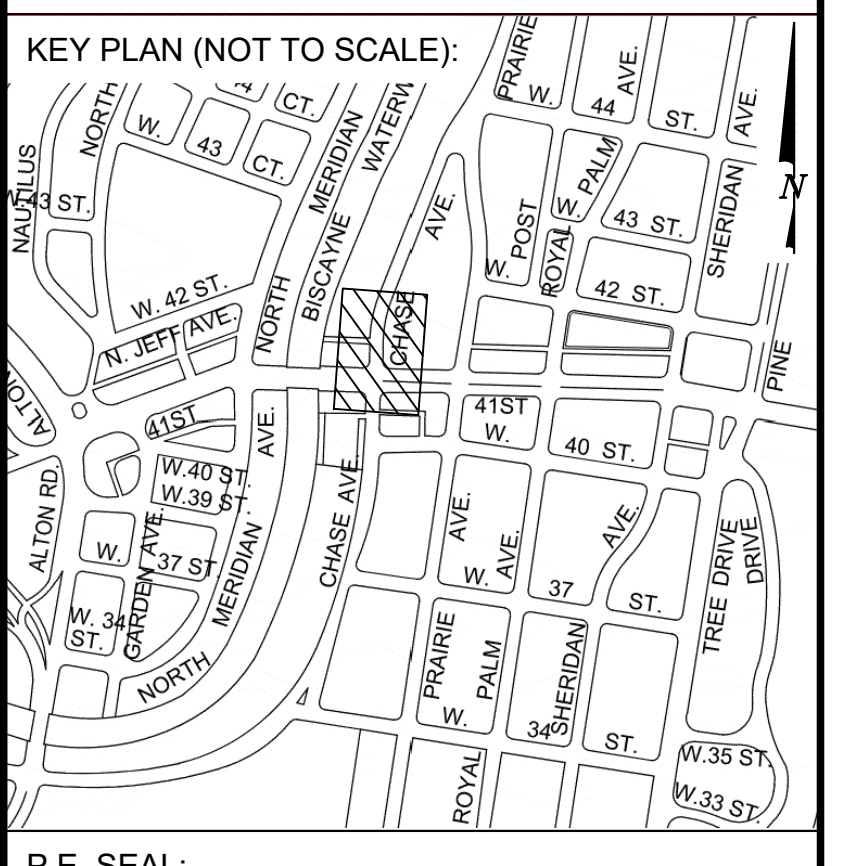 KEY PLAN (NOT TO SCALE):
PRAIRIE
W. 44 ST.
AVE.
AVE.
NORTH
CT.
W. 43 CT.
MERIDIAN
BISCAYNE WATERW
NAUTILUS
W. 43 ST.
AVE.
POST
W.
W. PALM
ROYAL
43 ST.
SHERIDAN
N
W. 42 ST.
42 ST.
NORTH
CHASE
N. JEFF AVE.
PINE
ALTON
41ST
AVE.
41ST
W.
40 ST.
W.40 ST.
W.39 ST.
ALTON RD.
CHASE AVE.
AVE.
AVE.
AVE.
TREE DRIVE
DRIVE
W. 37 ST.
GARDEN AVE.
MERIDIAN
W. 37 ST.
W. 34
ST.
NORTH
PRAIRIE
PALM
SHERIDAN
W. 34 ST.
ROYAL
W.35 ST.
W.33 ST.
P.E. SEAL: